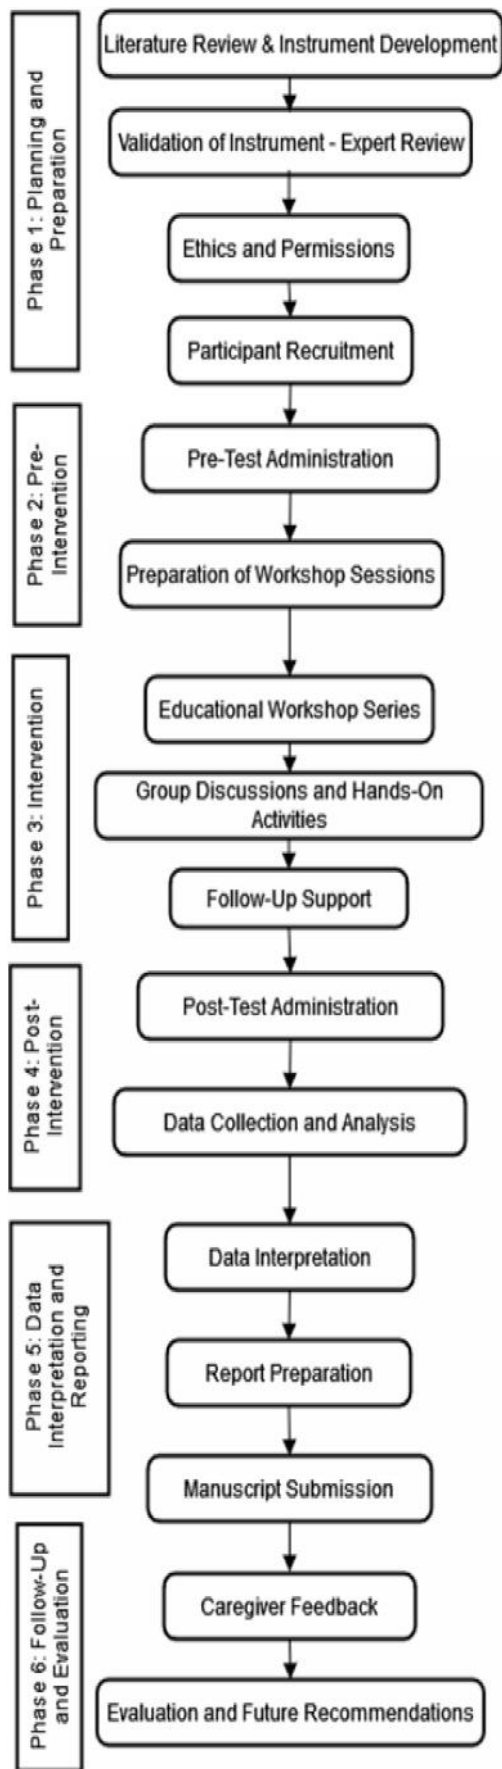 Phase 1: Planning and
Preparation
Literature Review & Instrument Development
Validation of Instrument - Expert Review
Ethics and Permissions
Participant Recruitment
Phase 2: Pre-
Intervention
Pre-Test Administration
Preparation of Workshop Sessions
Phase 3: Intervention
Educational Workshop Series
Group Discussions and Hands-On
Activities
Follow-Up Support
Phase 4: Post-
Intervention
Post-Test Administration
Data Collection and Analysis
Phase 5: Data
Interpretation and
Reporting
Data Interpretation
Report Preparation
Manuscript Submission
Phase 6: Follow-Up
and Evaluation
Caregiver Feedback
Evaluation and Future Recommendations